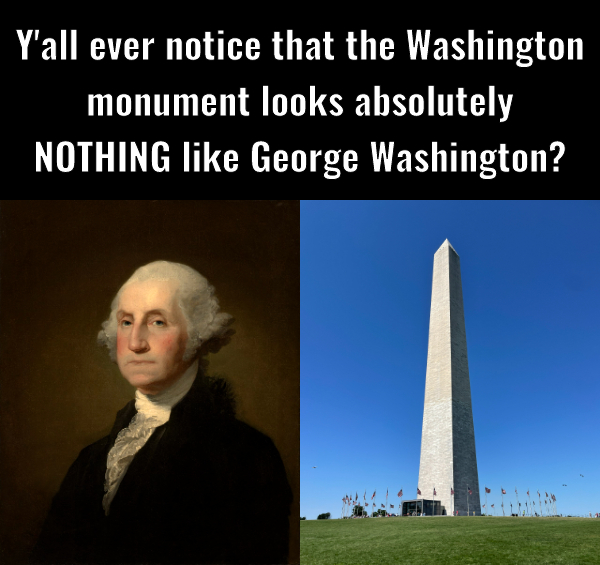 Y'all ever notice that the Washington
monument looks absolutely
NOTHING like George Washington?